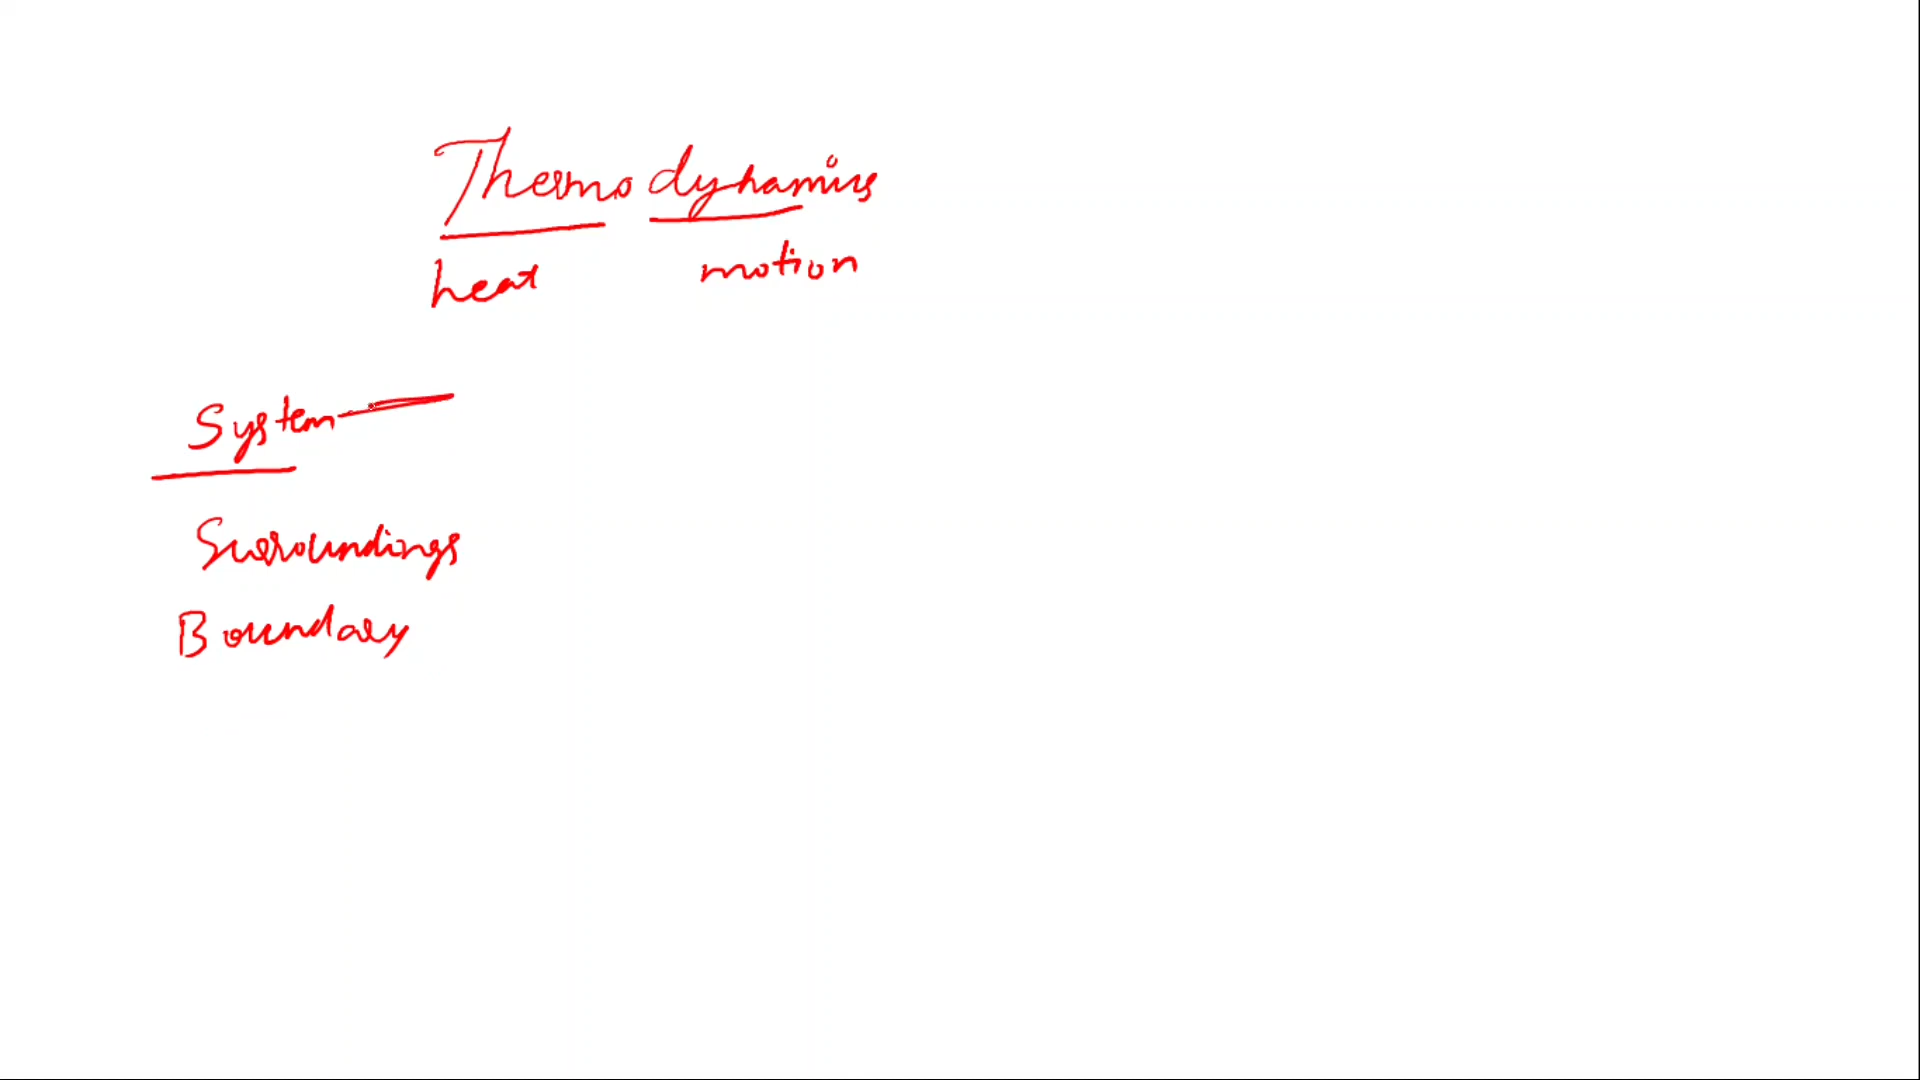 Thermodynamics
heat motion
System
Surroundings
Boundary